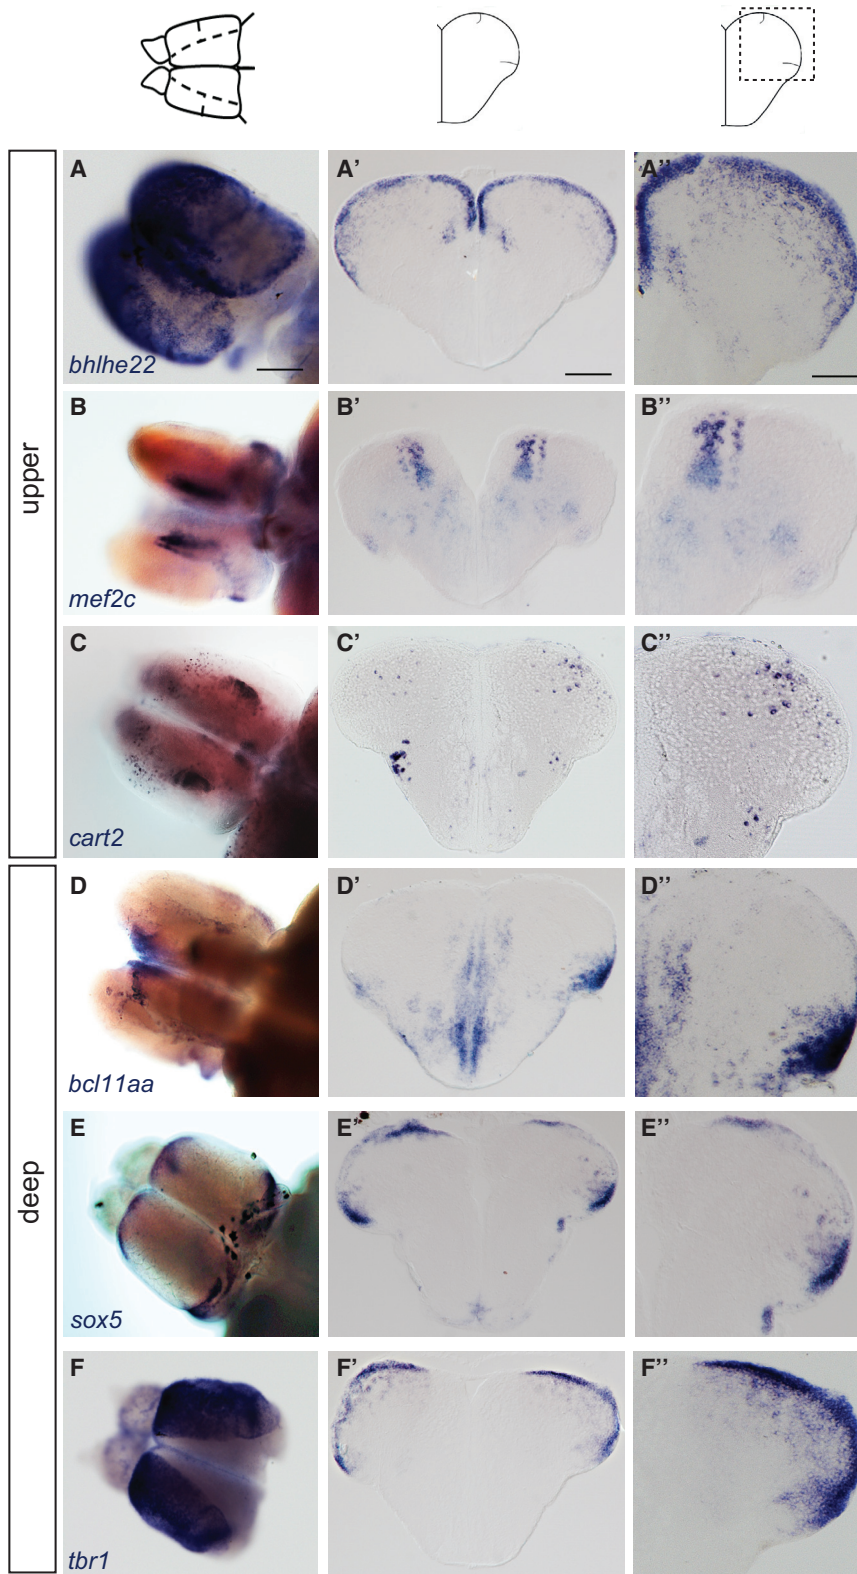 upper
A
A'
A''
bhlhe22
B
B'
B''
mef2c
C
C'
C''
cart2
deep
D
D'
D''
bcl11aa
E
E'
E''
sox5
F
F'
F''
tbr1